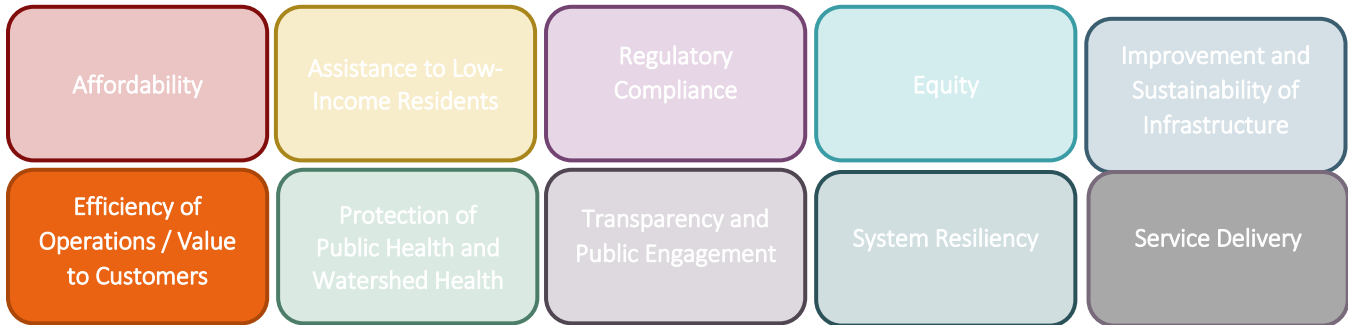 Affordability
Assistance to Low-
Income Residents
Regulatory
Compliance
Equity
Improvement and
Sustainability of
Infrastructure
Efficiency of
Operations / Value
to Customers
Protection of
Public Health and
Watershed Health
Transparency and
Public Engagement
System Resiliency
Service Delivery